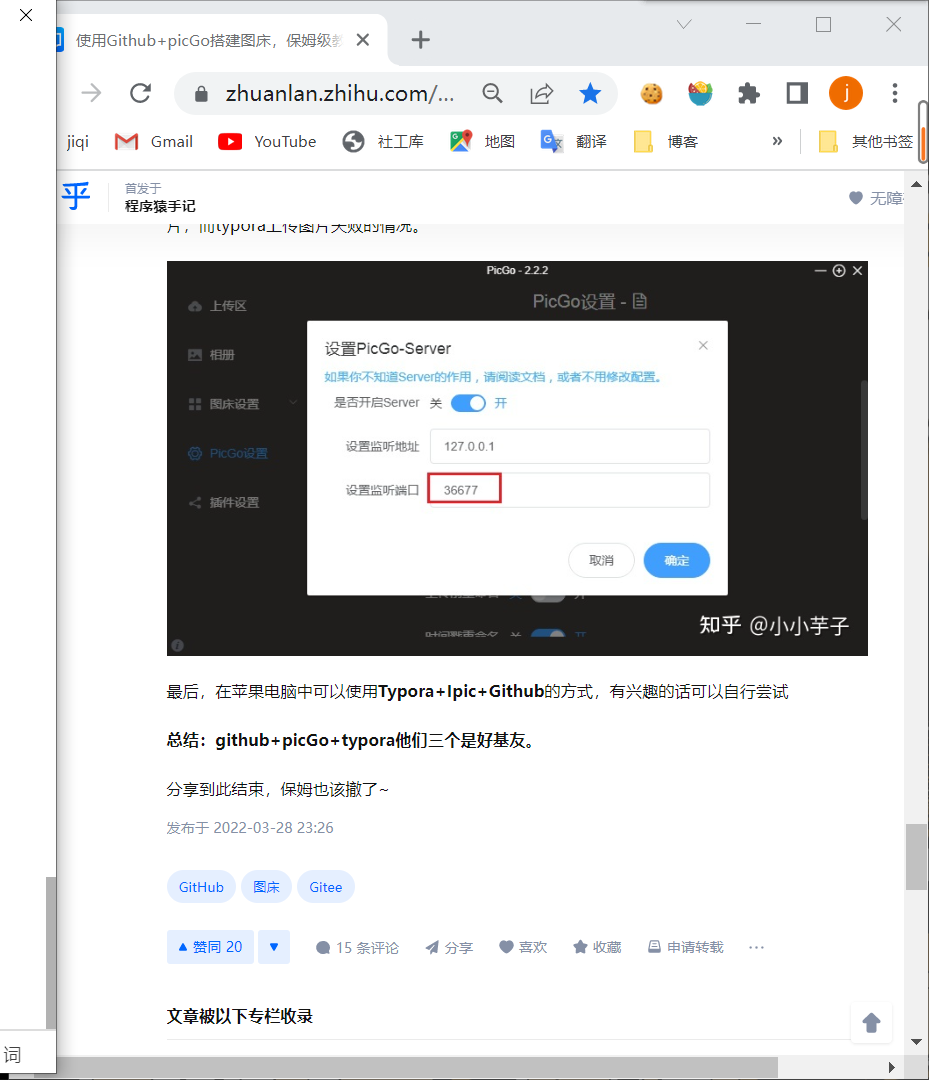 使用Github+picGo搭建图床，保姆级
zhuanlan.zhihu.com/...
jiqi
Gmail
YouTube
社工库
地图
翻译
博客
»
其他书签
j
乎
首发于
程序猿手记
无障
片，而typora上传图片失败的情况。
PicGo - 2.2.2
上传区
PicGo设置 -
相册
图床设置
PicGo设置
插件设置
设置PicGo-Server
如果你不知道Server的作用，请阅读文档，或者不用修改配置。
是否开启Server 关 开
设置监听地址 127.0.0.1
设置监听端口 36677
取消 确定
时间戳重命名 关 开
知乎 @小小芋子
最后，在苹果电脑中可以使用Typora+Ipic+Github的方式，有兴趣的话可以自行尝试
总结：github+picGo+typora他们三个是好基友。
分享到此结束，保姆也该撤了~
发布于 2022-03-28 23:26
GitHub 图床 Gitee
赞同 20 15 条评论 分享 喜欢 收藏 申请转载 ···
文章被以下专栏收录
词